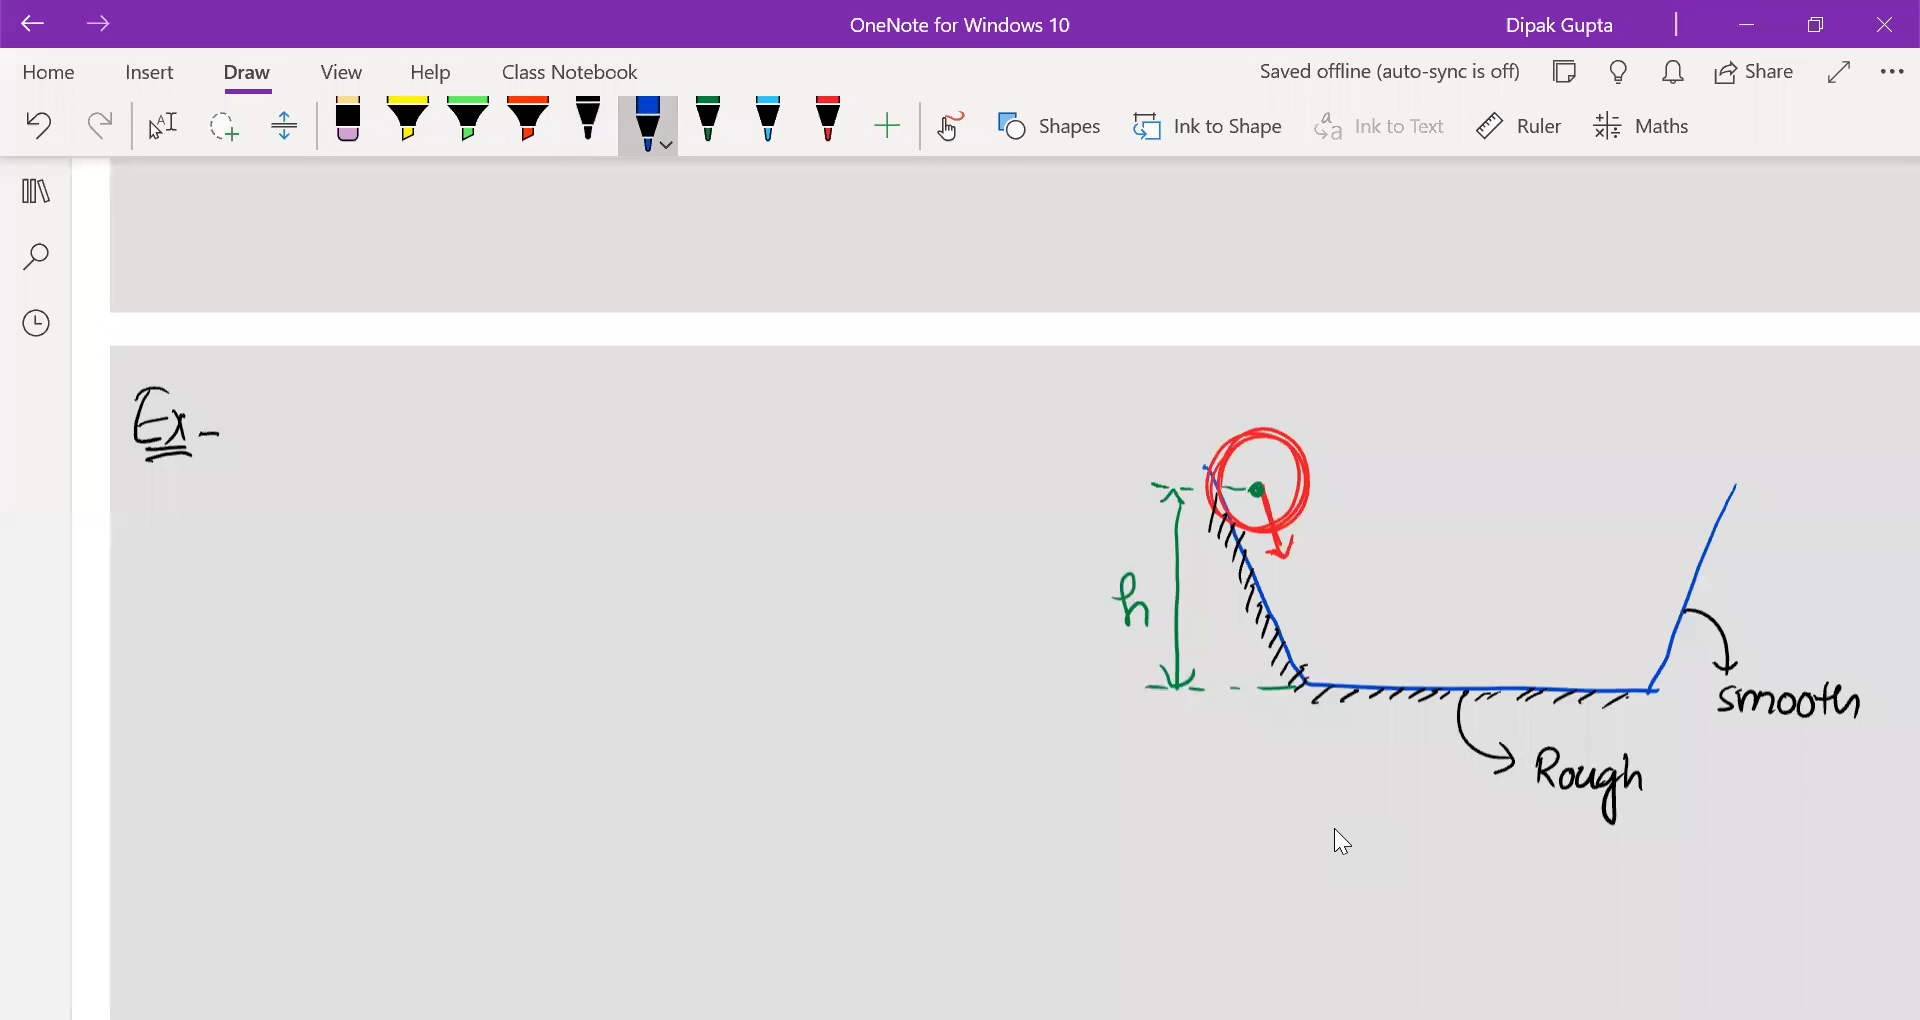 OneNote for Windows 10
Dipak Gupta
Home Insert Draw View Help Class Notebook
Saved offline (auto-sync is off) Share
Shapes Ink to Shape Ink to Text Ruler Maths
Ex -
h
smooth
Rough